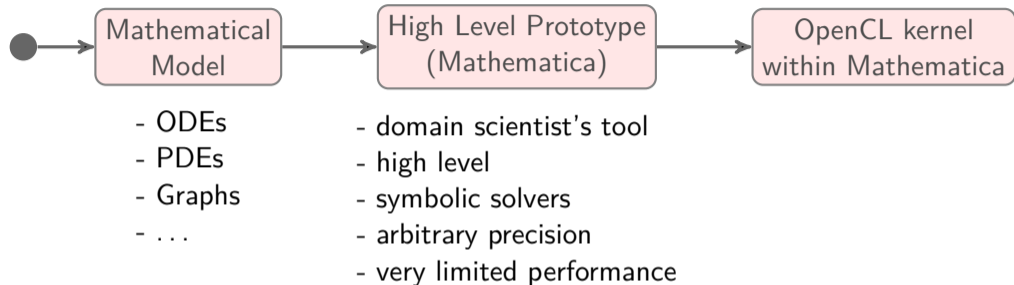 Mathematical
Model
High Level Prototype
(Mathematica)
OpenCL kernel
within Mathematica
- ODEs
- PDEs
- Graphs
- ...
- domain scientist's tool
- high level
- symbolic solvers
- arbitrary precision
- very limited performance